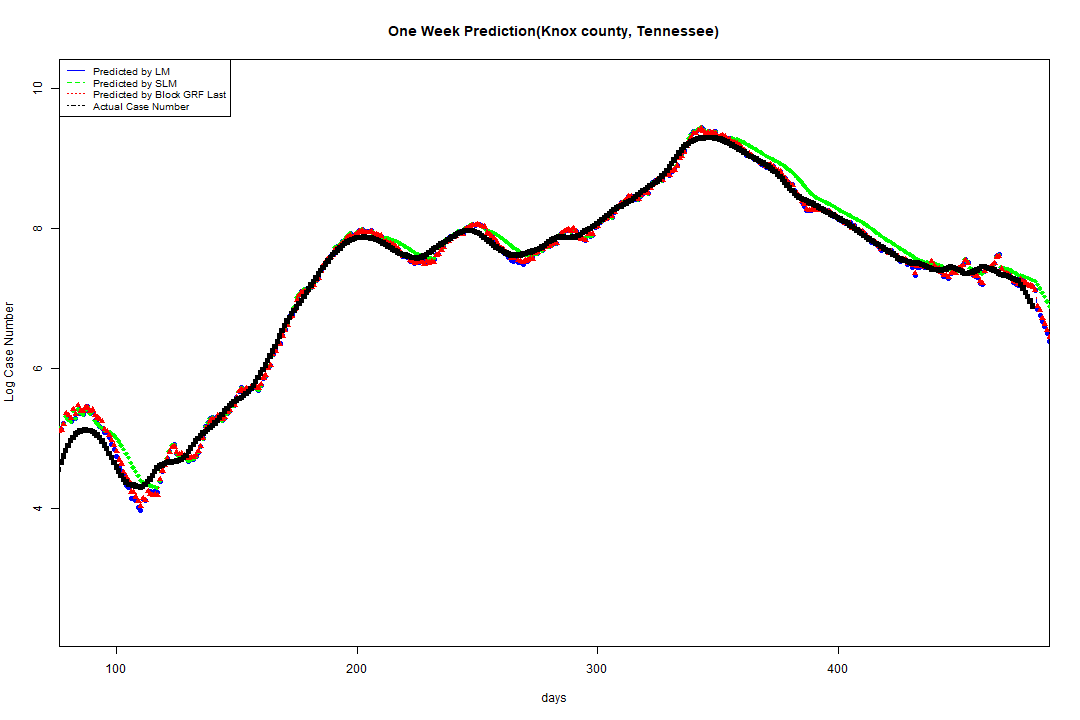 One Week Prediction(Knox county, Tennessee)
Predicted by LM
Predicted by SLM
Predicted by Block GRF Last
Actual Case Number
10
8
6
4
Log Case Number
100 200 300 400
days